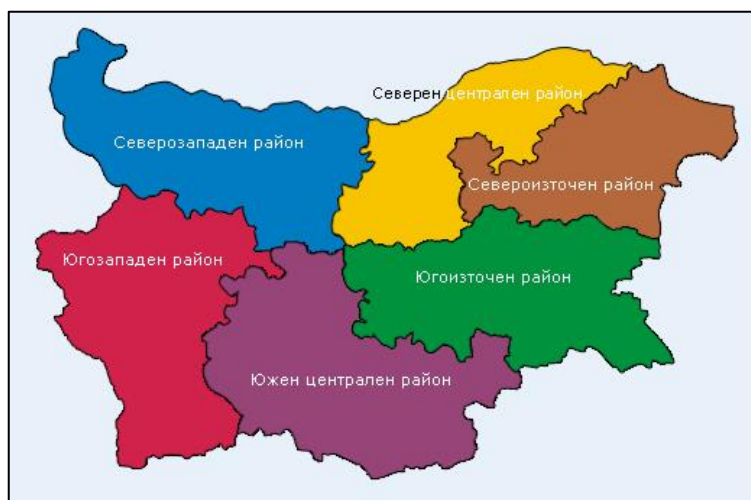 Северен централен район
Северозападен район
Североизточен район
Югозападен район
Югоизточен район
Южен централен район